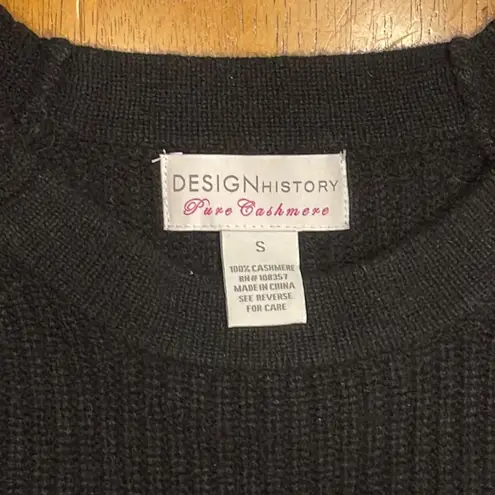 DESIGNHISTORY
Pure Cashmere
S
100% CASHMERE
RN# 108357
MADE IN CHINA
SEE REVERSE
FOR CARE